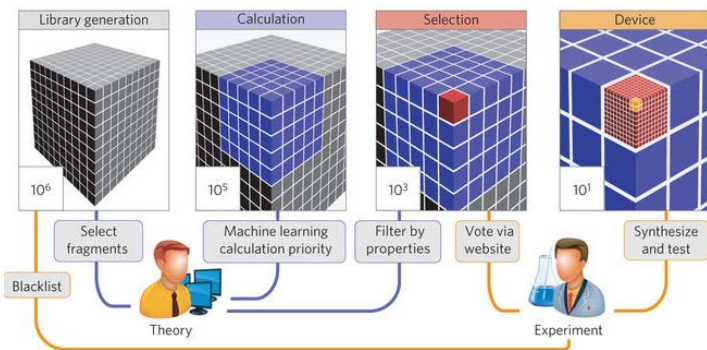 Library generation
Calculation
Selection
Device
10⁶
10⁵
10³
10¹
Select
fragments
Machine learning
calculation priority
Filter by
properties
Vote via
website
Synthesize
and test
Blacklist
Theory
Experiment